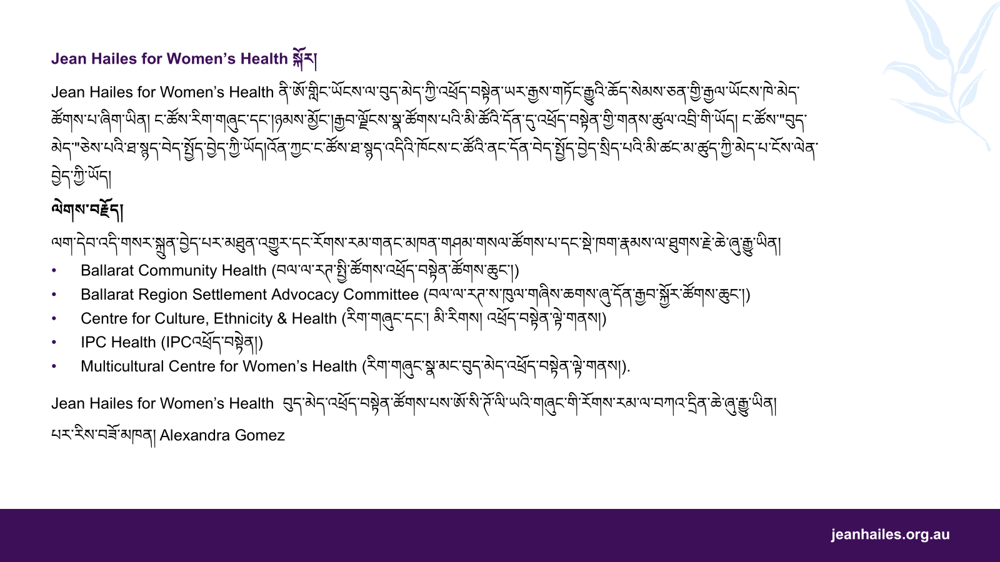 Jean Hailes for Women’s Health སྐོར།
Jean Hailes for Women’s Health ནི་ཨོ་གླིང་ཡོངས་ལ་བུད་མེད་ཀྱི་འཕྲོད་བསྟེན་ཡར་རྒྱས་གཏོང་རྒྱུའི་ཆོད་སེམས་ཅན་གྱི་རྒྱལ་ཡོངས་ཁེ་མེད་
ཚོགས་པ་ཞིག་ཡིན། ང་ཚོས་རིག་གཞུང་དང་།ཉམས་མྱོང་།རྒྱབ་ལྗོངས་སྣ་ཚོགས་པའི་མི་ཚོའི་དོན་དུ་འཕྲོད་བསྟེན་གྱི་གནས་ཚུལ་འབྲི་གི་ཡོད། ང་ཚོས་"བུད་
མེད་"ཅེས་པའི་ཐ་སྙད་བེད་སྤྱོད་བྱེད་ཀྱི་ཡོད།འོན་ཀྱང་ང་ཚོས་ཐ་སྙད་འདིའི་ཁོངས་ང་ཚོའི་ནང་དོན་བེད་སྤྱོད་བྱེད་སྲིད་པའི་མི་ཚང་མ་ཚུད་ཀྱི་མེད་པ་ངོས་ལེན་
བྱེད་ཀྱི་ཡོད།
ལེགས་བརྗོད།
ལག་དེབ་འདི་གསར་སྐྲུན་བྱེད་པར་མཐུན་འགྱུར་དང་རོགས་རམ་གནང་མཁན་གཤམ་གསལ་ཚོགས་པ་དང་སྡེ་ཁག་རྣམས་ལ་ཐུགས་རྗེ་ཆེ་ཞུ་རྒྱུ་ཡིན།
• Ballarat Community Health (བལ་ལ་རཊ་སྤྱི་ཚོགས་འཕྲོད་བསྟེན་ཚོགས་ཆུང་།)
• Ballarat Region Settlement Advocacy Committee (བལ་ལ་རཊ་ས་ཁུལ་གཞིས་ཆགས་ཞུ་དོན་རྒྱབ་སྐྱོར་ཚོགས་ཆུང་།)
• Centre for Culture, Ethnicity & Health (རིག་གཞུང་དང་། མི་རིགས། འཕྲོད་བསྟེན་ལྟེ་གནས།)
• IPC Health (IPCའཕྲོད་བསྟེན།)
• Multicultural Centre for Women’s Health (རིག་གཞུང་སྣ་མང་བུད་མེད་འཕྲོད་བསྟེན་ལྟེ་གནས།).
Jean Hailes for Women’s Health བུད་མེད་འཕྲོད་བསྟེན་ཚོགས་པས་ཨོ་སི་ཊོ་ལི་ཡའི་གཞུང་གི་རོགས་རམ་ལ་བཀའ་དྲིན་ཆེ་ཞུ་རྒྱུ་ཡིན།
པར་རིས་བཟོ་མཁན། Alexandra Gomez
jeanhailes.org.au